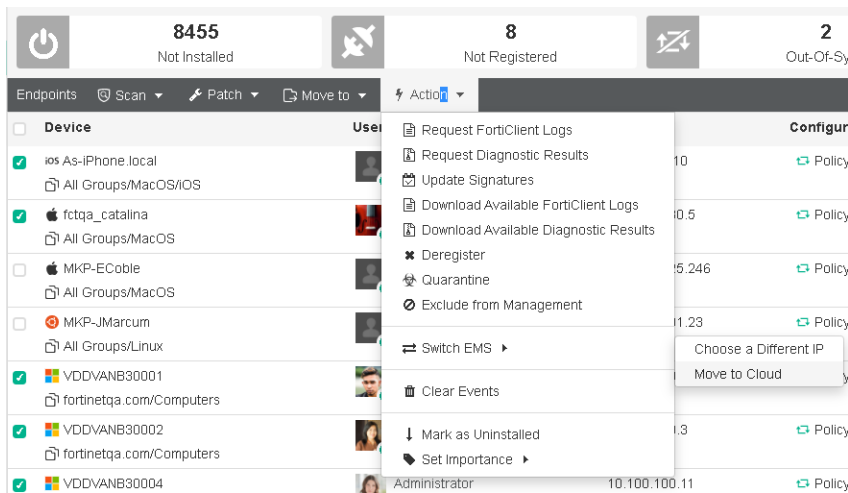 8455
Not Installed
8
Not Registered
2
Out-Of-Sy
Endpoints Scan Patch Move to Action
Device User Configur
ios As-iPhone.local 10 Policy
All Groups/MacOS/iOS
fctqa_catalina 0.5 Policy
All Groups/MacOS
MKP-ECoble 25.246 Policy
All Groups/MacOS
MKP-JMarcum 01.23 Policy
All Groups/Linux
VDDVANB30001
fortinetqa.com/Computers
VDDVANB30002 0.3 Policy
fortinetqa.com/Computers
VDDVANB30004 Administrator 10.100.100.11 Policy
Request FortiClient Logs
Request Diagnostic Results
Update Signatures
Download Available FortiClient Logs
Download Available Diagnostic Results
Deregister
Quarantine
Exclude from Management
Switch EMS
Clear Events
Mark as Uninstalled
Set Importance
Choose a Different IP
Move to Cloud